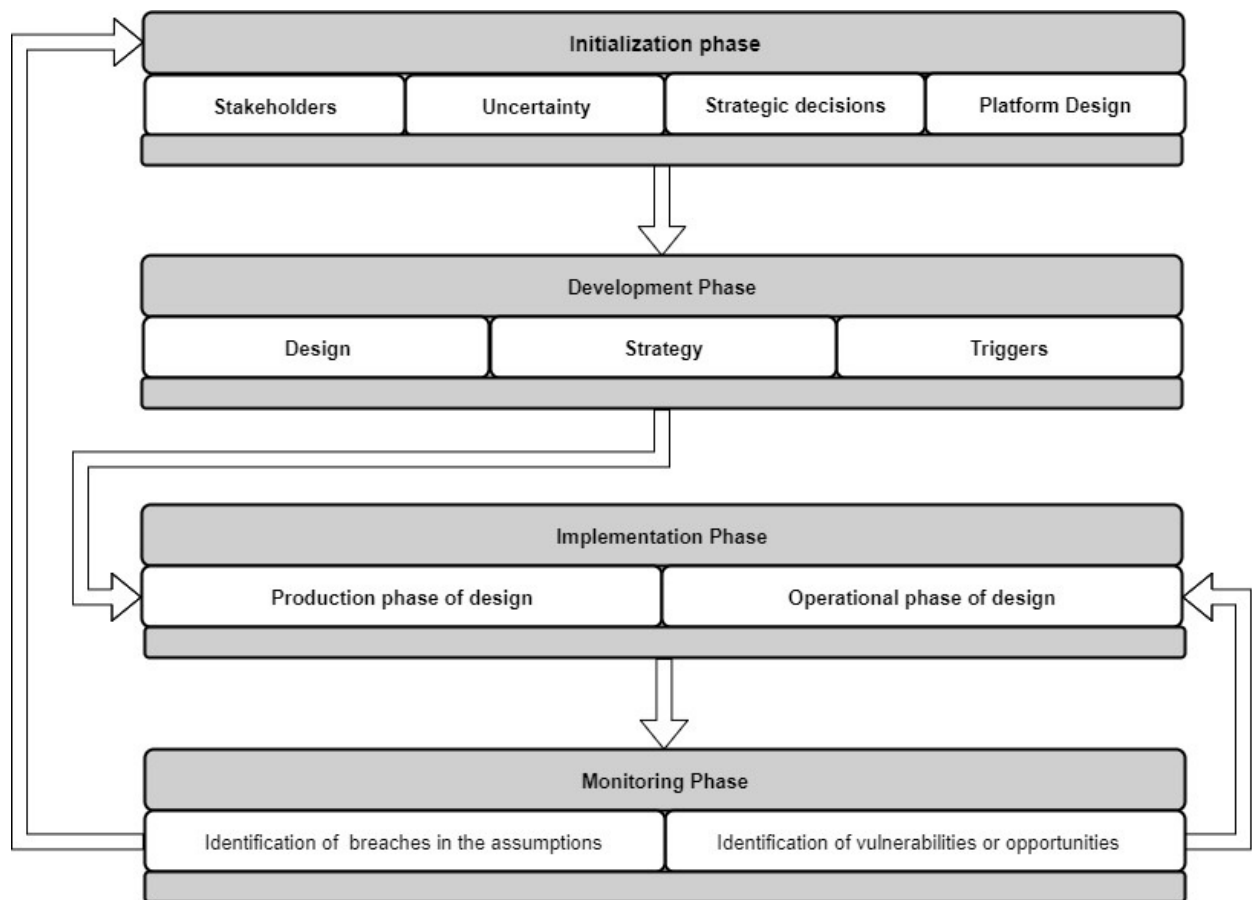 Initialization phase
Stakeholders
Uncertainty
Strategic decisions
Platform Design
Development Phase
Design
Strategy
Triggers
Implementation Phase
Production phase of design
Operational phase of design
Monitoring Phase
Identification of breaches in the assumptions
Identification of vulnerabilities or opportunities